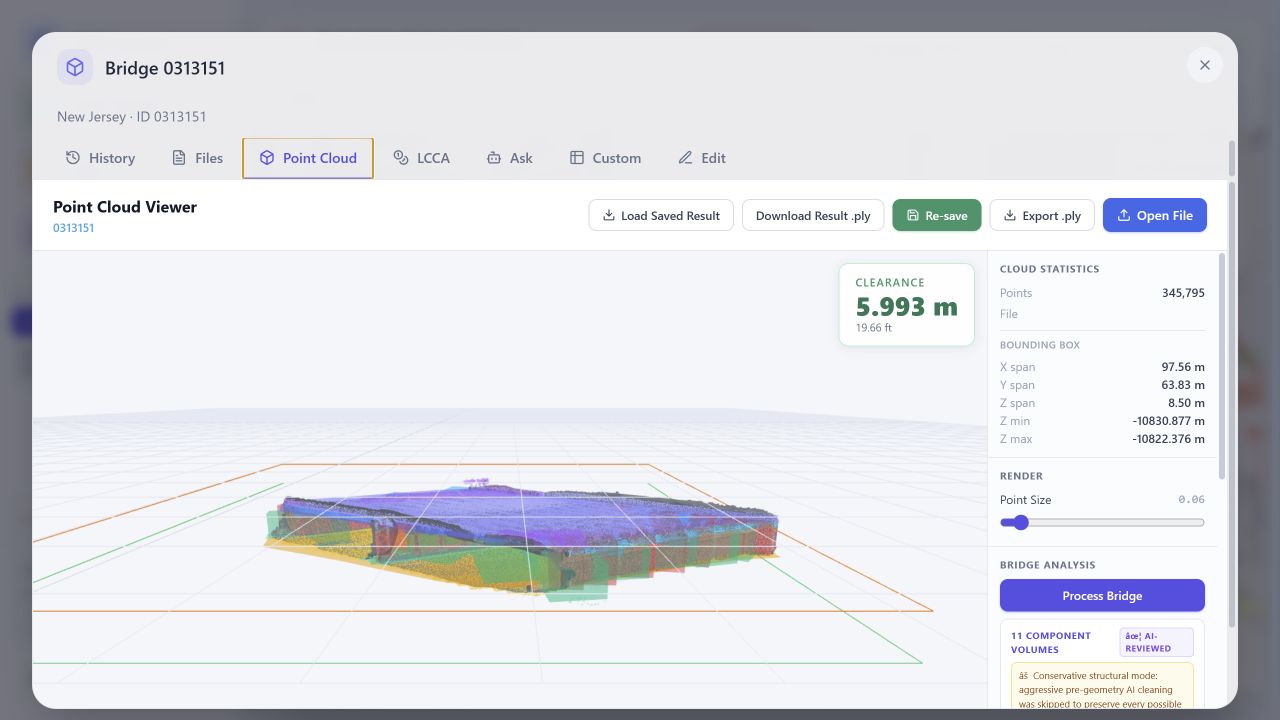 Bridge 0313151
New Jersey · ID 0313151
History Files Point Cloud LCCA Ask Custom Edit
Point Cloud Viewer
0313151
Load Saved Result Download Result .ply Re-save Export .ply Open File
CLEARANCE
5.993 m
19.66 ft
CLOUD STATISTICS
Points 345,795
File
BOUNDING BOX
X span 97.56 m
Y span 63.83 m
Z span 8.50 m
Z min -10830.877 m
Z max -10822.376 m
RENDER
Point Size 0.06
BRIDGE ANALYSIS
Process Bridge
11 COMPONENT VOLUMES
✦ AI-REVIEWED
âš Conservative structural mode:
aggressive pre-geometry AI cleaning
was skipped to preserve every possible